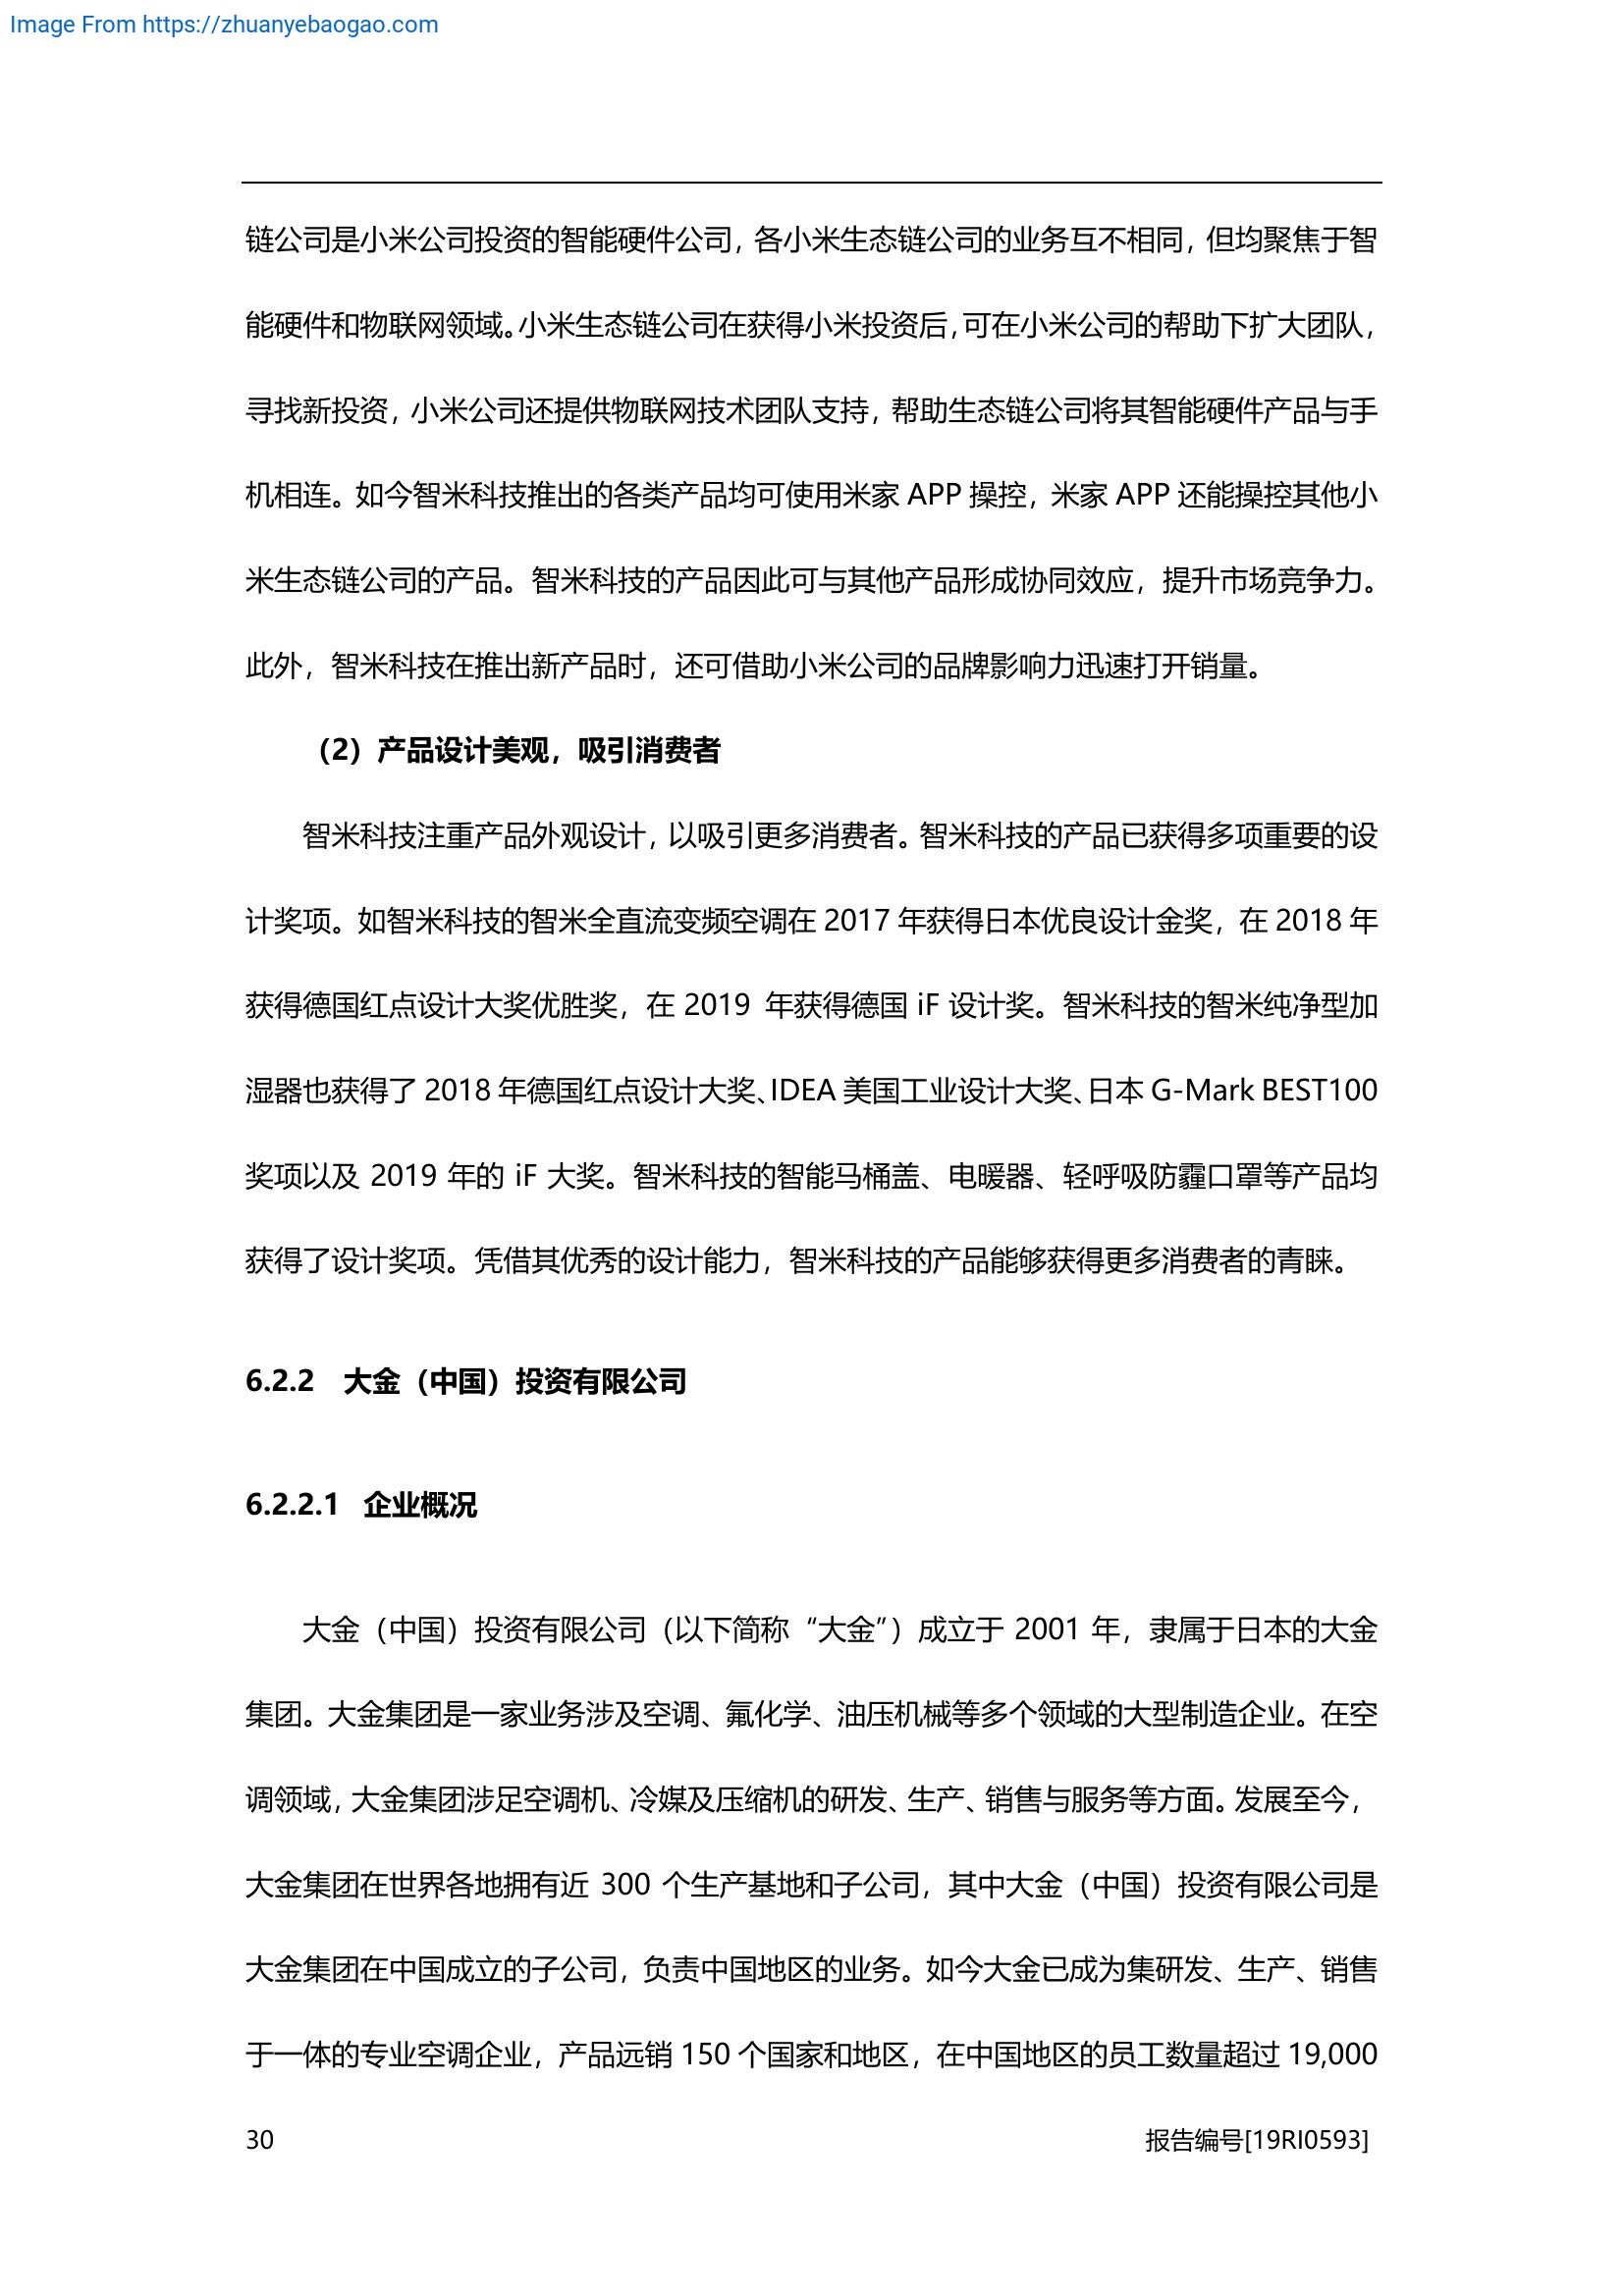 Image From https://zhuanyebaogao.com
链公司是小米公司投资的智能硬件公司，各小米生态链公司的业务互不相同，但均聚焦于智
能硬件和物联网领域。小米生态链公司在获得小米投资后，可在小米公司的帮助下扩大团队，
寻找新投资，小米公司还提供物联网技术团队支持，帮助生态链公司将其智能硬件产品与手
机相连。如今智米科技推出的各类产品均可使用米家 APP 操控，米家 APP 还能操控其他小
米生态链公司的产品。智米科技的产品因此可与其他产品形成协同效应，提升市场竞争力。
此外，智米科技在推出新产品时，还可借助小米公司的品牌影响力迅速打开销量。
（2）产品设计美观，吸引消费者
智米科技注重产品外观设计，以吸引更多消费者。智米科技的产品已获得多项重要的设
计奖项。如智米科技的智米全直流变频空调在 2017 年获得日本优良设计金奖，在 2018 年
获得德国红点设计大奖优胜奖，在 2019 年获得德国 iF 设计奖。智米科技的智米纯净型加
湿器也获得了 2018 年德国红点设计大奖、IDEA 美国工业设计大奖、日本 G-Mark BEST100
奖项以及 2019 年的 iF 大奖。智米科技的智能马桶盖、电暖器、轻呼吸防霾口罩等产品均
获得了设计奖项。凭借其优秀的设计能力，智米科技的产品能够获得更多消费者的青睐。
6.2.2 大金（中国）投资有限公司
6.2.2.1 企业概况
大金（中国）投资有限公司（以下简称“大金”）成立于 2001 年，隶属于日本的大金
集团。大金集团是一家业务涉及空调、氟化学、油压机械等多个领域的大型制造企业。在空
调领域，大金集团涉足空调机、冷媒及压缩机的研发、生产、销售与服务等方面。发展至今，
大金集团在世界各地拥有近 300 个生产基地和子公司，其中大金（中国）投资有限公司是
大金集团在中国成立的子公司，负责中国地区的业务。如今大金已成为集研发、生产、销售
于一体的专业空调企业，产品远销 150 个国家和地区，在中国地区的员工数量超过 19,000
30 报告编号[19RI0593]